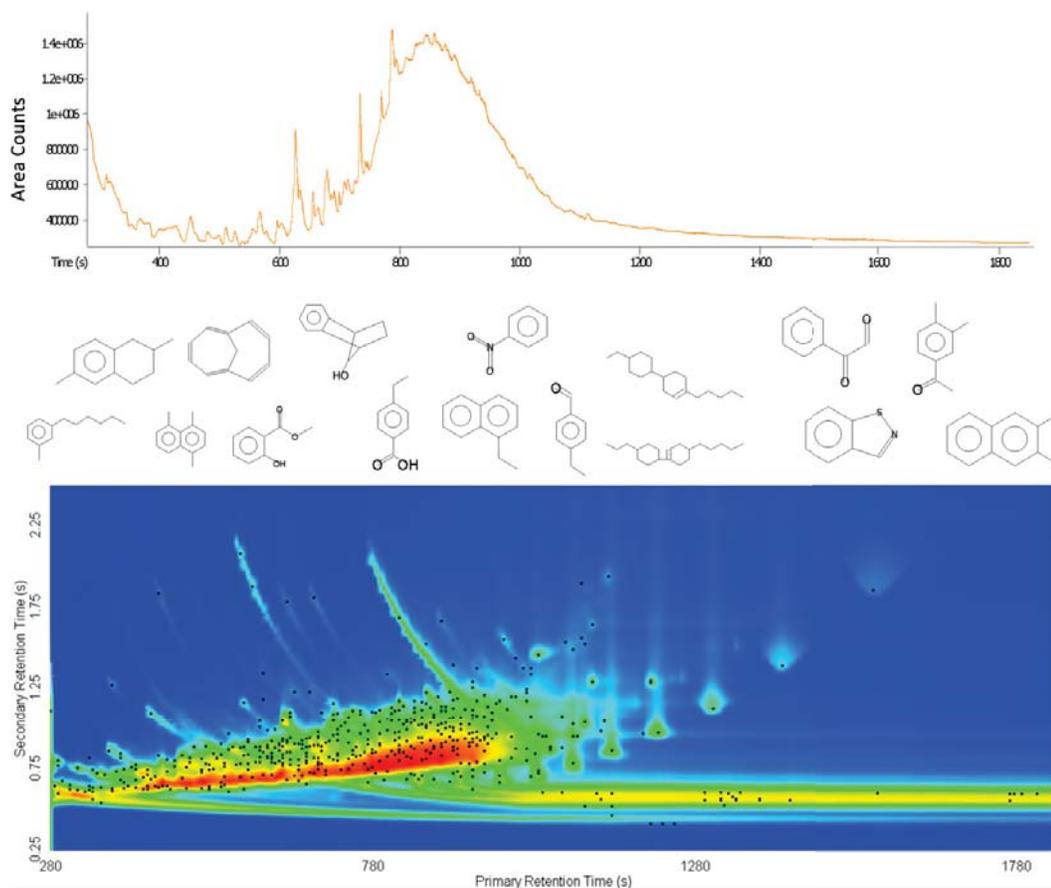 Area Counts
1.4e+006
1.2e+006
1e+006
800000
600000
400000
Time (s)
400
600
800
1000
1200
1400
1600
1800
HO
O
N
O
O
O
O
O
OH
O
OH
O
S
N
Secondary Retention Time (s)
2.25
1.75
1.25
0.75
0.25
280
780
1280
1780
Primary Retention Time (s)